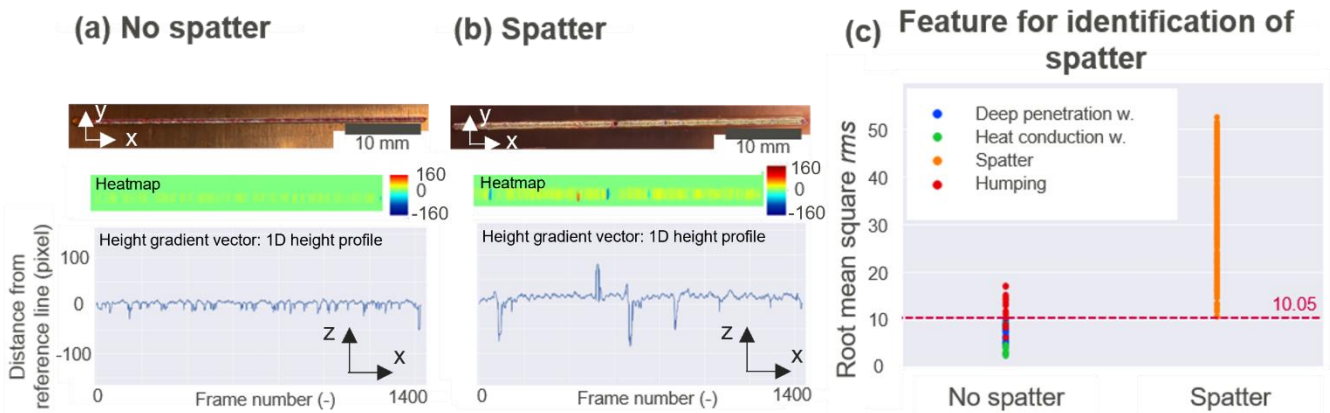 (a) No spatter
y
x
10 mm
Heatmap
160
0
-160
Height gradient vector: 1D height profile
Distance from
reference line (pixel)
100
0
-100
z
x
0
Frame number (-)
1400
(b) Spatter
y
x
10 mm
Heatmap
160
0
-160
Height gradient vector: 1D height profile
z
x
0
Frame number (-)
1400
(c) Feature for identification of
spatter
Root mean square rms
50
40
30
20
10
0
Deep penetration w.
Heat conduction w.
Spatter
Humping
10.05
No spatter
Spatter